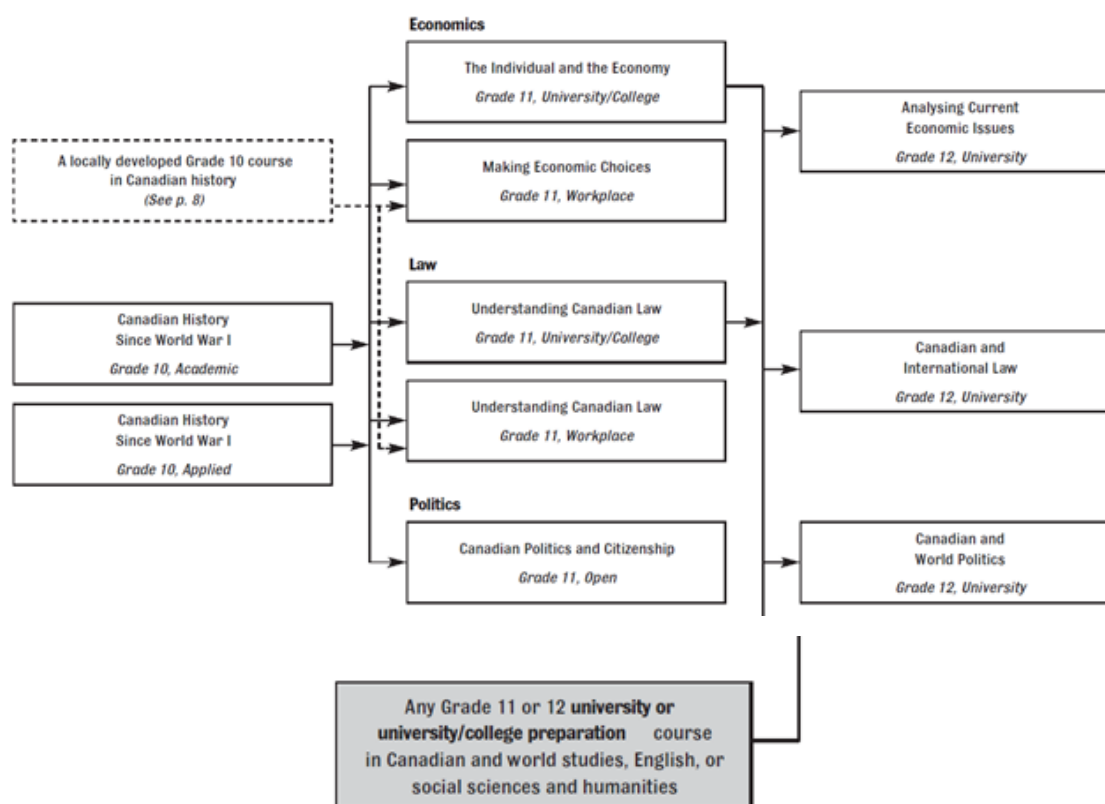 Economics
The Individual and the Economy
Grade 11, University/College
Analysing Current
Economic Issues
Grade 12, University
A locally developed Grade 10 course
in Canadian history
(See p. 8)
Making Economic Choices
Grade 11, Workplace
Law
Canadian History
Since World War I
Grade 10, Academic
Understanding Canadian Law
Grade 11, University/College
Canadian and
International Law
Grade 12, University
Canadian History
Since World War I
Grade 10, Applied
Understanding Canadian Law
Grade 11, Workplace
Politics
Canadian Politics and Citizenship
Grade 11, Open
Canadian and
World Politics
Grade 12, University
Any Grade 11 or 12 university or
university/college preparation course
in Canadian and world studies, English, or
social sciences and humanities